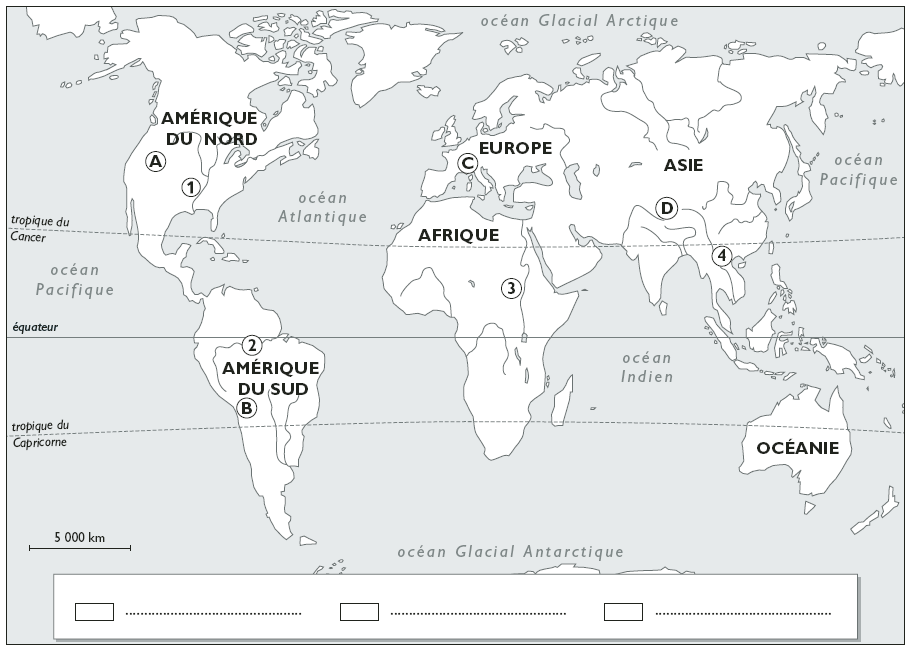 océan Glacial Arctique
AMÉRIQUE
DU NORD
A
1
EUROPE
C
ASIE
océan
Pacifique
océan
Atlantique
D
tropique du
Cancer
AFRIQUE
4
océan
Pacifique
3
équateur
2
AMÉRIQUE
DU SUD
B
océan
Indien
tropique du
Capricorne
OCÉANIE
5 000 km
océan Glacial Antarctique